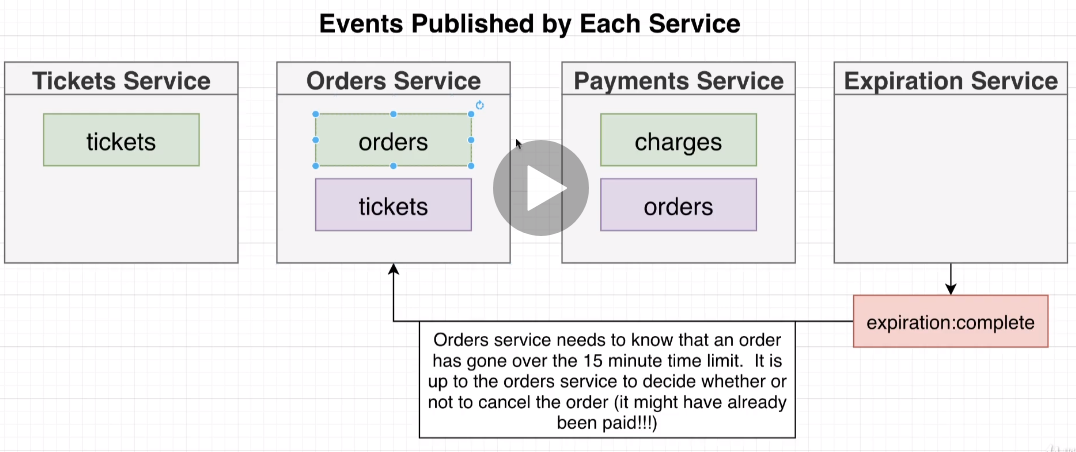 Events Published by Each Service
Tickets Service
tickets
Orders Service
orders
tickets
Payments Service
charges
orders
Expiration Service
expiration:complete
Orders service needs to know that an order
has gone over the 15 minute time limit.  It is
up to the orders service to decide whether or
not to cancel the order (it might have already
been paid!!!)